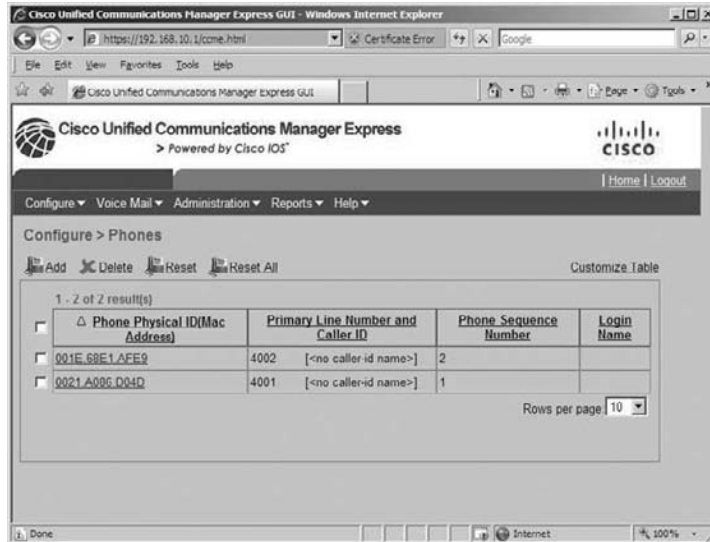 Cisco Unified Communications Manager Express GUI - Windows Internet Explorer
https://192.168.10.1/ccme.html
Certificate Error
Google
File Edit View Favorites Tools Help
Cisco Unified Communications Manager Express GUI
Page
Tools
Cisco Unified Communications Manager Express
> Powered by Cisco IOS®
CISCO
Home | Logout
Configure Voice Mail Administration Reports Help
Configure > Phones
Add Delete Reset Reset All
Customize Table
1 - 2 of 2 result(s)
Phone Physical ID(Mac Address) Primary Line Number and Caller ID Phone Sequence Number Login Name
001E.68E1.AFE9 4002 [<no caller-id name>] 2
0021.A086.D04D 4001 [<no caller-id name>] 1
Rows per page: 10
Done
Internet
100%